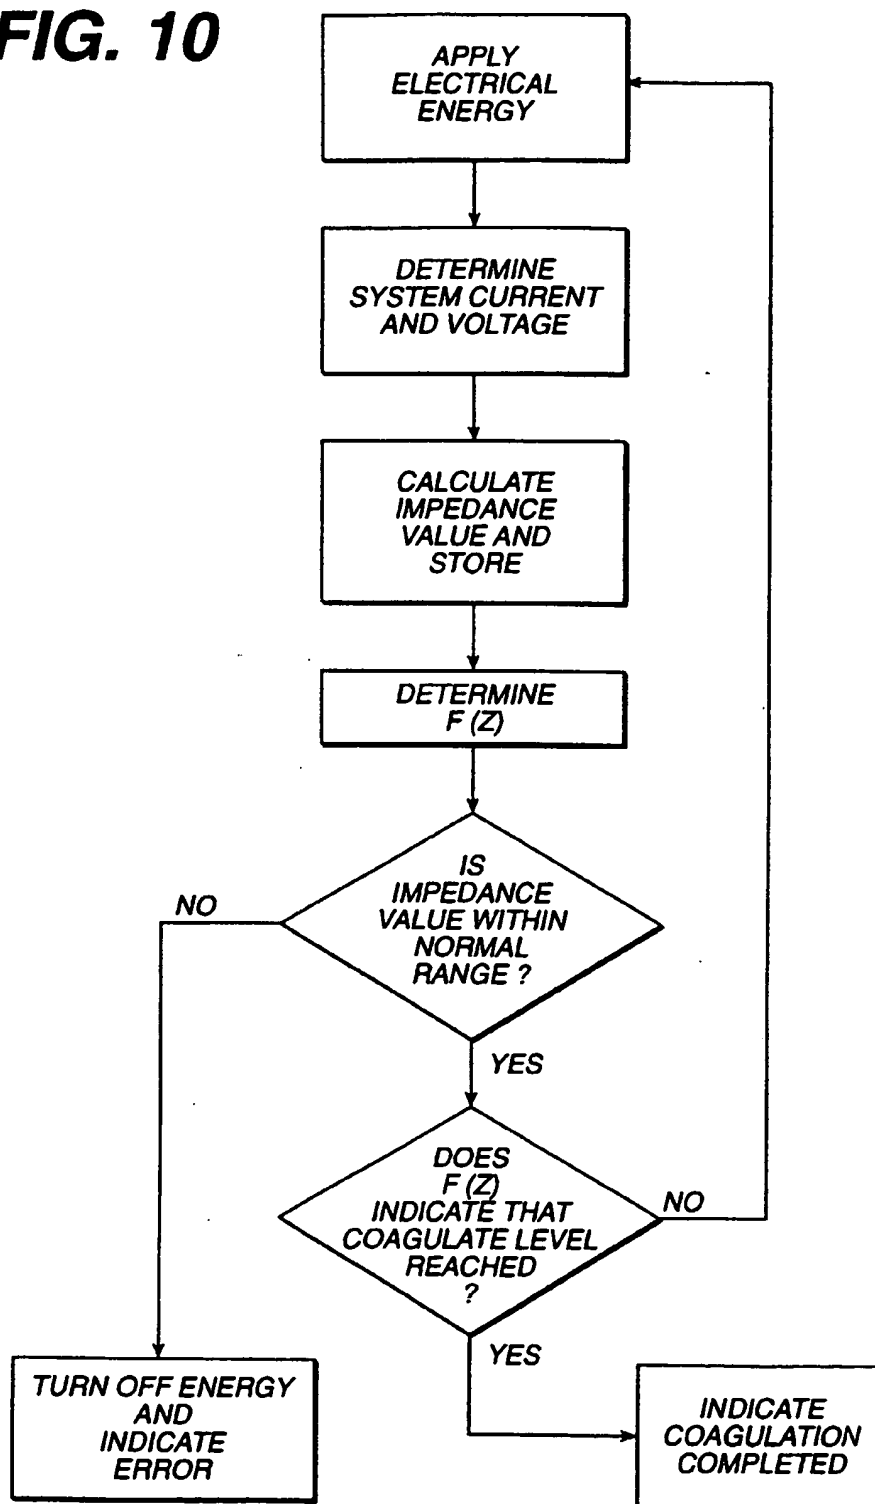 FIG. 10
APPLY
ELECTRICAL
ENERGY
DETERMINE
SYSTEM CURRENT
AND VOLTAGE
CALCULATE
IMPEDANCE
VALUE AND
STORE
DETERMINE
F (Z)
IS
IMPEDANCE
VALUE WITHIN
NORMAL
RANGE ?
NO
YES
DOES
F (Z)
INDICATE THAT
COAGULATE LEVEL
REACHED
?
NO
YES
TURN OFF ENERGY
AND
INDICATE
ERROR
INDICATE
COAGULATION
COMPLETED